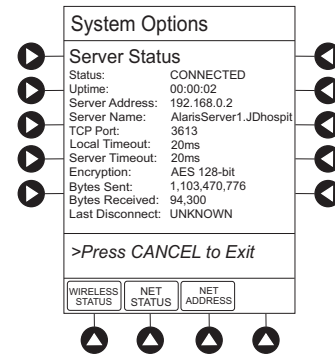 System Options
Server Status
Status: CONNECTED
Uptime: 00:00:02
Server Address: 192.168.0.2
Server Name: AlarisServer1.JDhospit
TCP Port: 3613
Local Timeout: 20ms
Server Timeout: 20ms
Encryption: AES 128-bit
Bytes Sent: 1,103,470,776
Bytes Received: 94,300
Last Disconnect: UNKNOWN
>Press CANCEL to Exit
WIRELESS STATUS
NET STATUS
NET ADDRESS